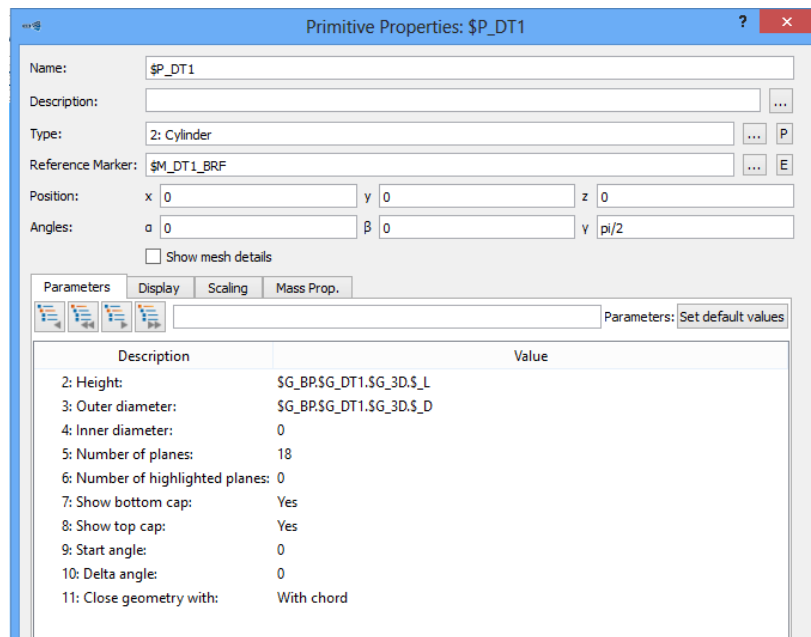 Primitive Properties: $P_DT1 ?
Name: $P_DT1
Description: ...
Type: 2: Cylinder ... P
Reference Marker: $M_DT1_BRF ... E
Position: x 0 y 0 z 0
Angles: α 0 β 0 γ pi/2
Show mesh details
Parameters Display Scaling Mass Prop.
Parameters: Set default values
Description Value
2: Height: $G_BP.$G_DT1.$G_3D.$_L
3: Outer diameter: $G_BP.$G_DT1.$G_3D.$_D
4: Inner diameter: 0
5: Number of planes: 18
6: Number of highlighted planes: 0
7: Show bottom cap: Yes
8: Show top cap: Yes
9: Start angle: 0
10: Delta angle: 0
11: Close geometry with: With chord